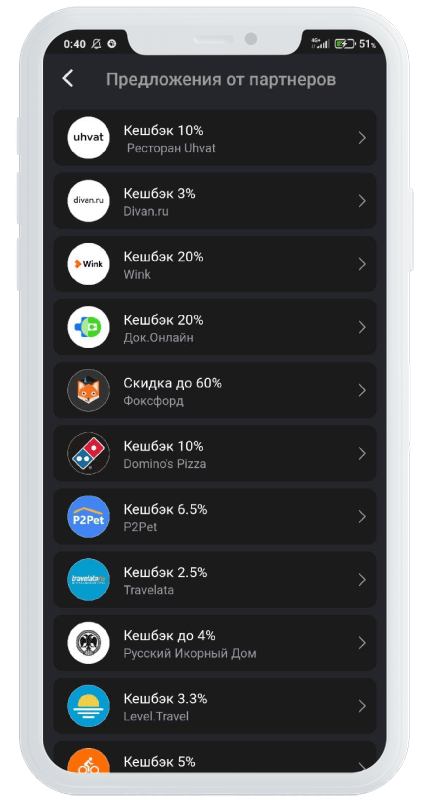 0:40
4G+
51%
Предложения от партнеров
uhvat
Кешбэк 10%
Ресторан Uhvat
divan.ru
Кешбэк 3%
Divan.ru
Wink
Кешбэк 20%
Wink
Кешбэк 20%
Док.Онлайн
Скидка до 60%
Фоксфорд
Кешбэк 10%
Domino's Pizza
P2Pet
Кешбэк 6.5%
P2Pet
travelata
Кешбэк 2.5%
Travelata
Кешбэк до 4%
Русский Икорный Дом
Кешбэк 3.3%
Level.Travel
Кешбэк 5%